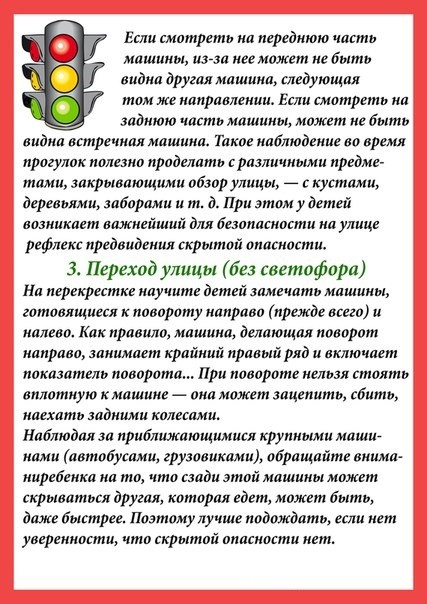 Если смотреть на переднюю часть
машины, из-за нее может не быть
видна другая машина, следующая
том же направлении. Если смотреть на
заднюю часть машины, может не быть
видна встречная машина. Такое наблюдение во время
прогулок полезно проделать с различными предме-
тами, закрывающими обзор улицы, — с кустами,
деревьями, заборами и т. д. При этом у детей
возникает важнейший для безопасности на улице
рефлекс предвидения скрытой опасности.
3. Переход улицы (без светофора)
На перекрестке научите детей замечать машины,
готовящиеся к повороту направо (прежде всего) и
налево. Как правило, машина, делающая поворот
направо, занимает крайний правый ряд и включает
показатель поворота... При повороте нельзя стоять
вплотную к машине — она может зацепить, сбить,
наехать задними колесами.
Наблюдая за приближающимися крупными маши-
нами (автобусами, грузовиками), обращайте внима-
ниребенка на то, что сзади этой машины может
скрываться другая, которая едет, может быть,
даже быстрее. Поэтому лучше подождать, если нет
уверенности, что скрытой опасности нет.